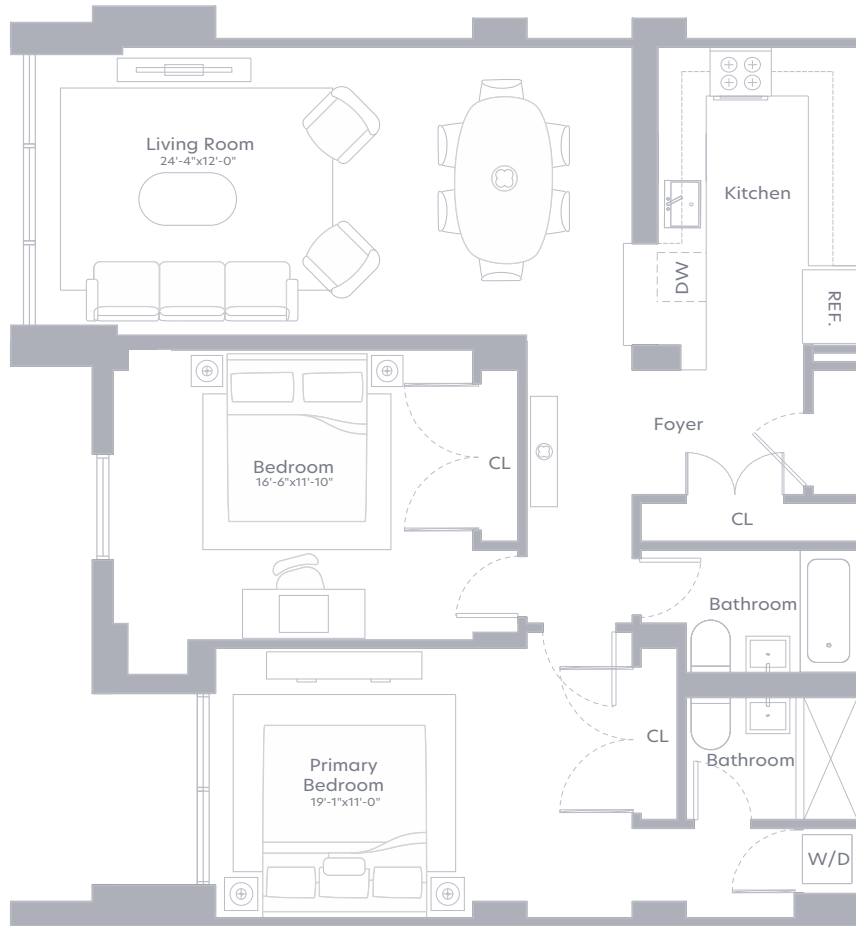 Living Room
24'-4"x12'-0"
Kitchen
DW
REF.
Foyer
Bedroom
16'-6"x11'-10"
CL
CL
Bathroom
CL
Bathroom
Primary
Bedroom
19'-1"x11'-0"
W/D